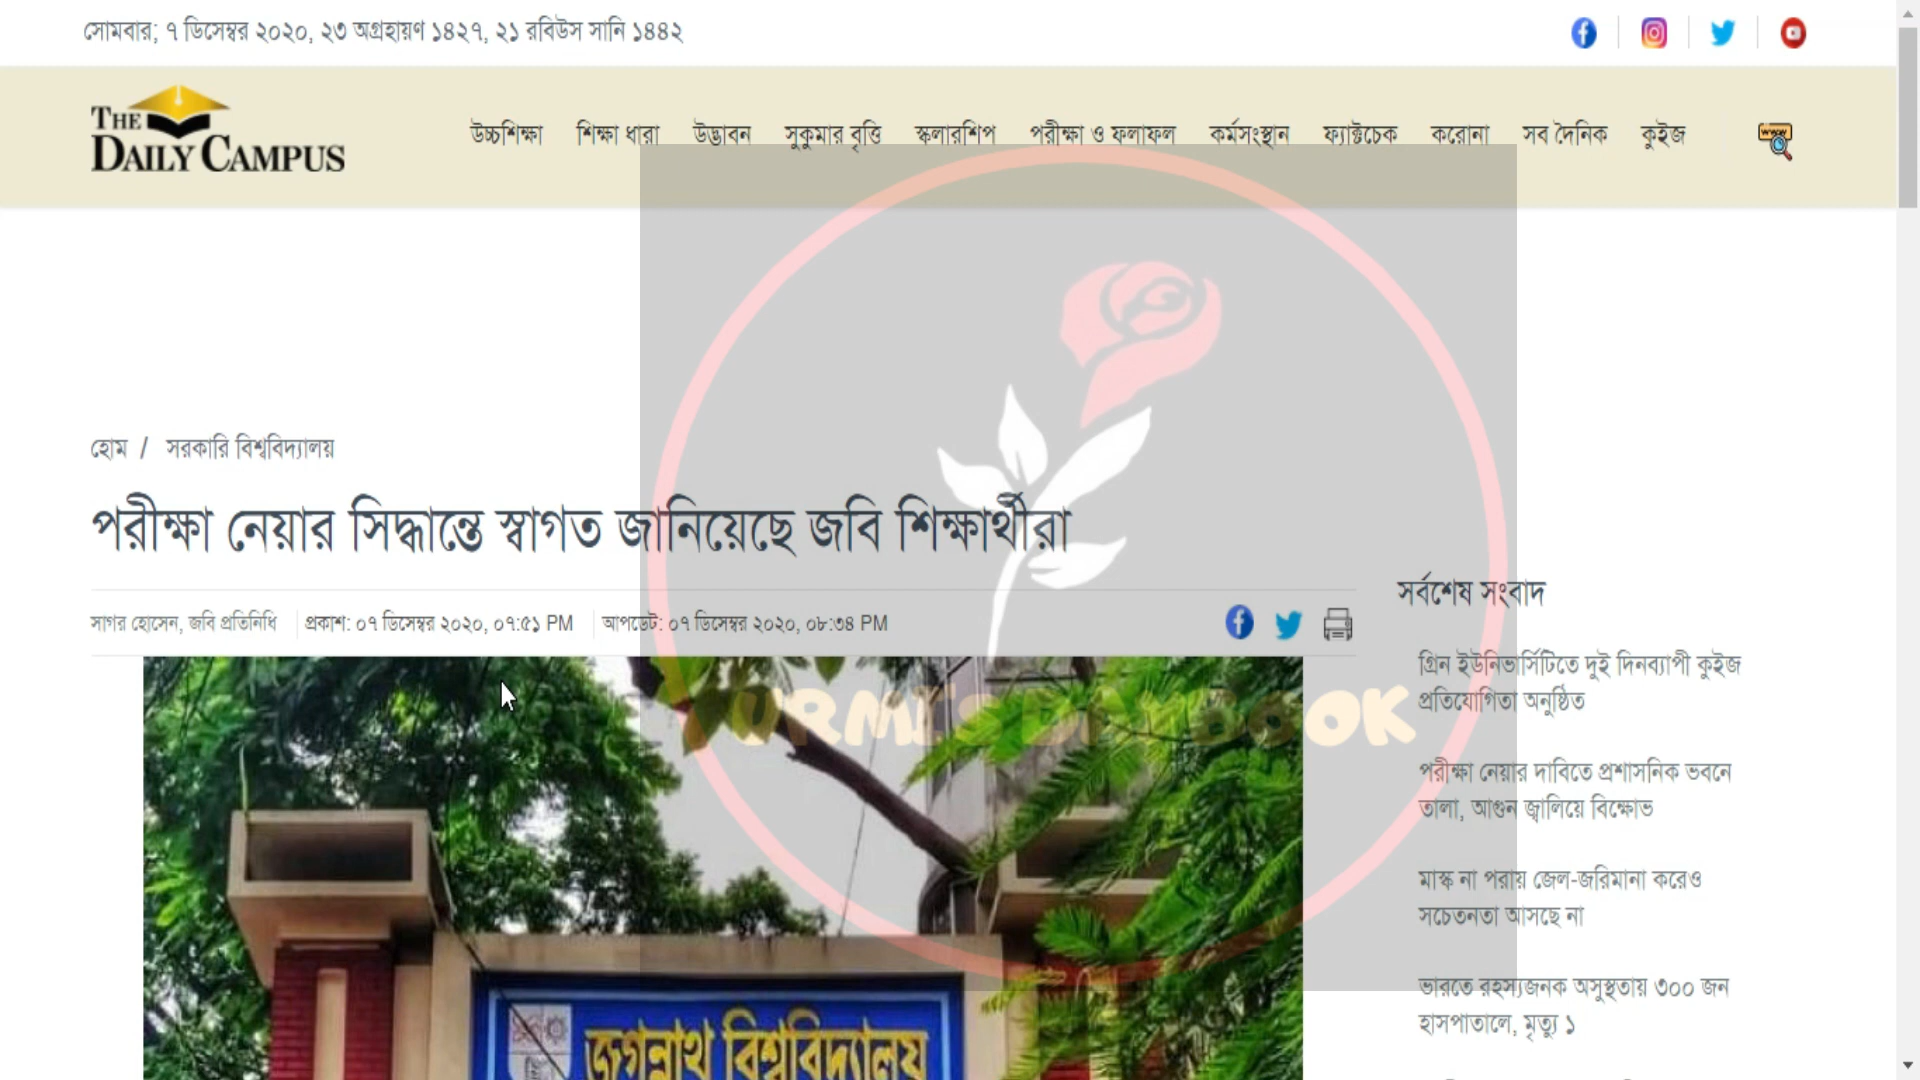 সোমবার; ৭ ডিসেম্বর ২০২০, ২৩ অগ্রহায়ণ ১৪২৭, ২১ রবিউস সানি ১৪৪২
THE
DAILY CAMPUS
উচ্চশিক্ষা শিক্ষা ধারা উদ্ভাবন সুকুমার বৃত্তি স্কলারশিপ পরীক্ষা ও ফলাফল কর্মসংস্থান ফ্যাক্টচেক করোনা সব দৈনিক কুইজ
www
হোম / সরকারি বিশ্ববিদ্যালয়
পরীক্ষা নেয়ার সিদ্ধান্তে স্বাগত জানিয়েছে জবি শিক্ষার্থীরা
সাগর হোসেন, জবি প্রতিনিধি প্রকাশ: ০৭ ডিসেম্বর ২০২০, ০৭:৫১ PM আপডেট: ০৭ ডিসেম্বর ২০২০, ০৮:৩৪ PM
URMI'S DAYBOOK
জগন্নাথ বিশ্ববিদ্যালয়
সর্বশেষ সংবাদ
গ্রিন ইউনিভার্সিটিতে দুই দিনব্যাপী কুইজ
প্রতিযোগিতা অনুষ্ঠিত
পরীক্ষা নেয়ার দাবিতে প্রশাসনিক ভবনে
তালা, আগুন জ্বালিয়ে বিক্ষোভ
মাস্ক না পরায় জেল-জরিমানা করেও
সচেতনতা আসছে না
ভারতে রহস্যজনক অসুস্থতায় ৩০০ জন
হাসপাতালে, মৃত্যু ১